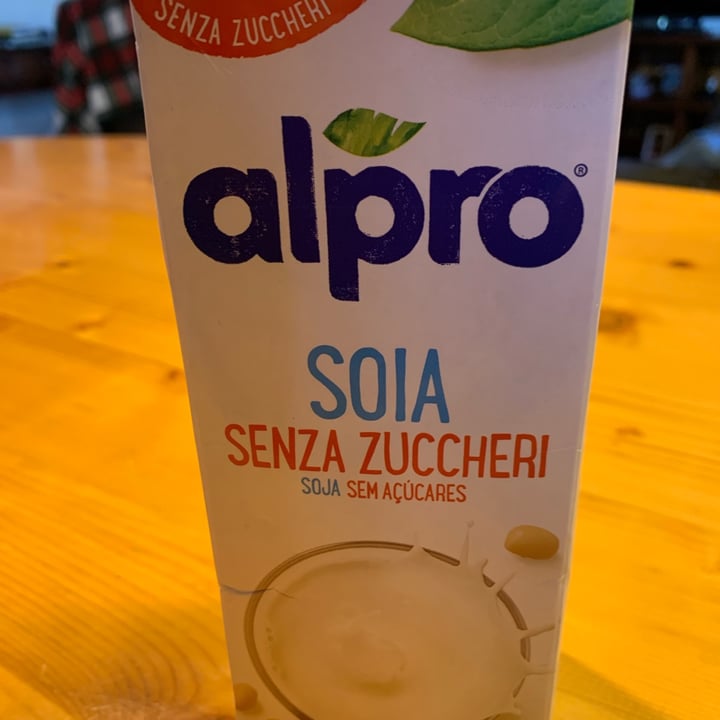 SENZA ZUCCHERI
alpro®
SOIA
SENZA ZUCCHERI
SOJA SEM AÇÚCARES